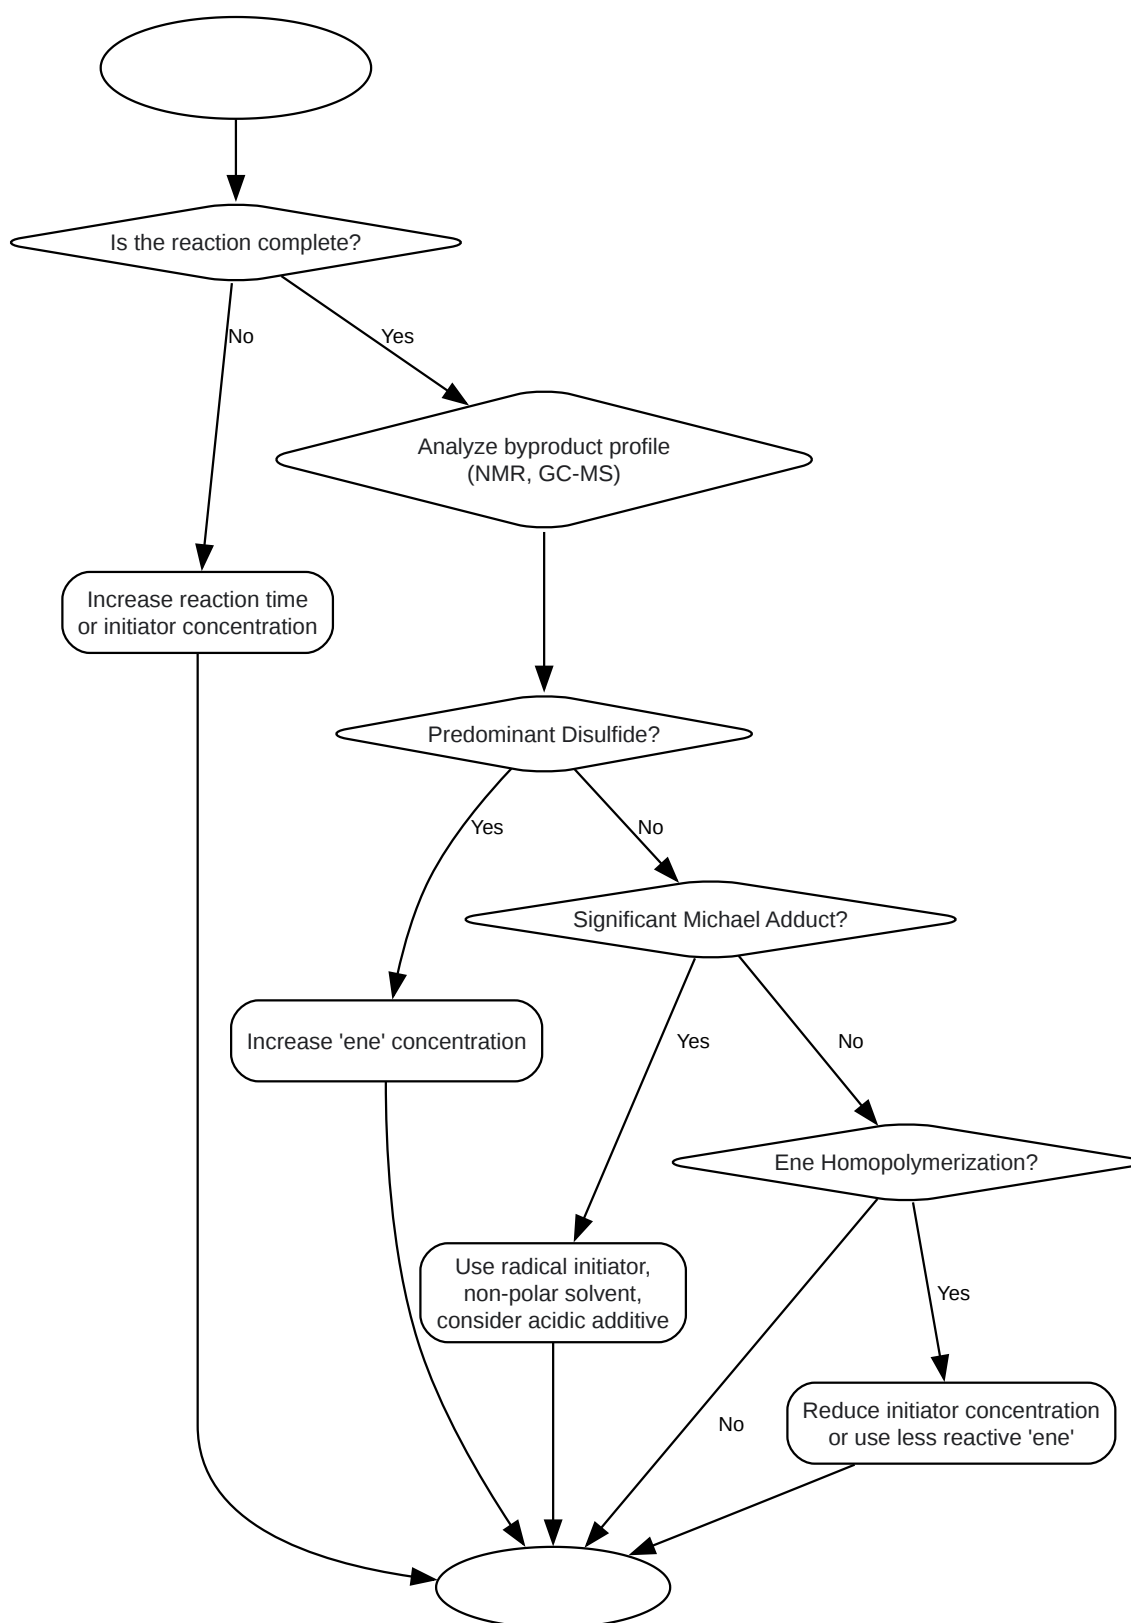 Is the reaction complete?
No
Yes
Analyze byproduct profile
(NMR, GC-MS)
Increase reaction time
or initiator concentration
Predominant Disulfide?
Yes
No
Significant Michael Adduct?
Increase 'ene' concentration
Yes
No
Ene Homopolymerization?
Use radical initiator,
non-polar solvent,
consider acidic additive
Yes
No
Reduce initiator concentration
or use less reactive 'ene'